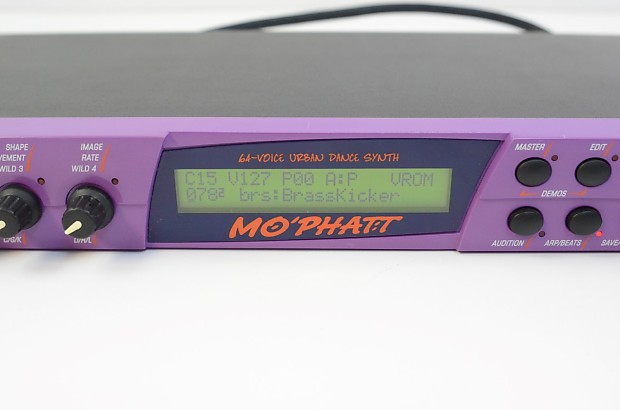 SHAPE
IMAGE
RATE
WILD 3
WILD 4
64-VOICE URBAN DANCE SYNTH
C15 V127 P00 A:P VROM
078² brs:BrassKicker
MO'PHATT
D/H/L
MASTER
EDIT
DEMOS
AUDITION
ARP/BEATS